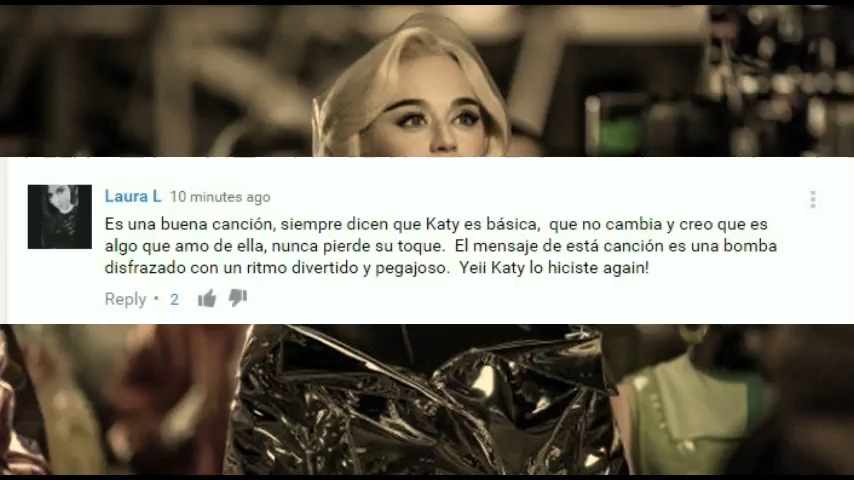 Laura L 10 minutes ago
Es una buena canción, siempre dicen que Katy es básica, que no cambia y creo que es
algo que amo de ella, nunca pierde su toque. El mensaje de está canción es una bomba
disfrazado con un ritmo divertido y pegajoso. Yeii Katy lo hiciste again!
Reply • 2